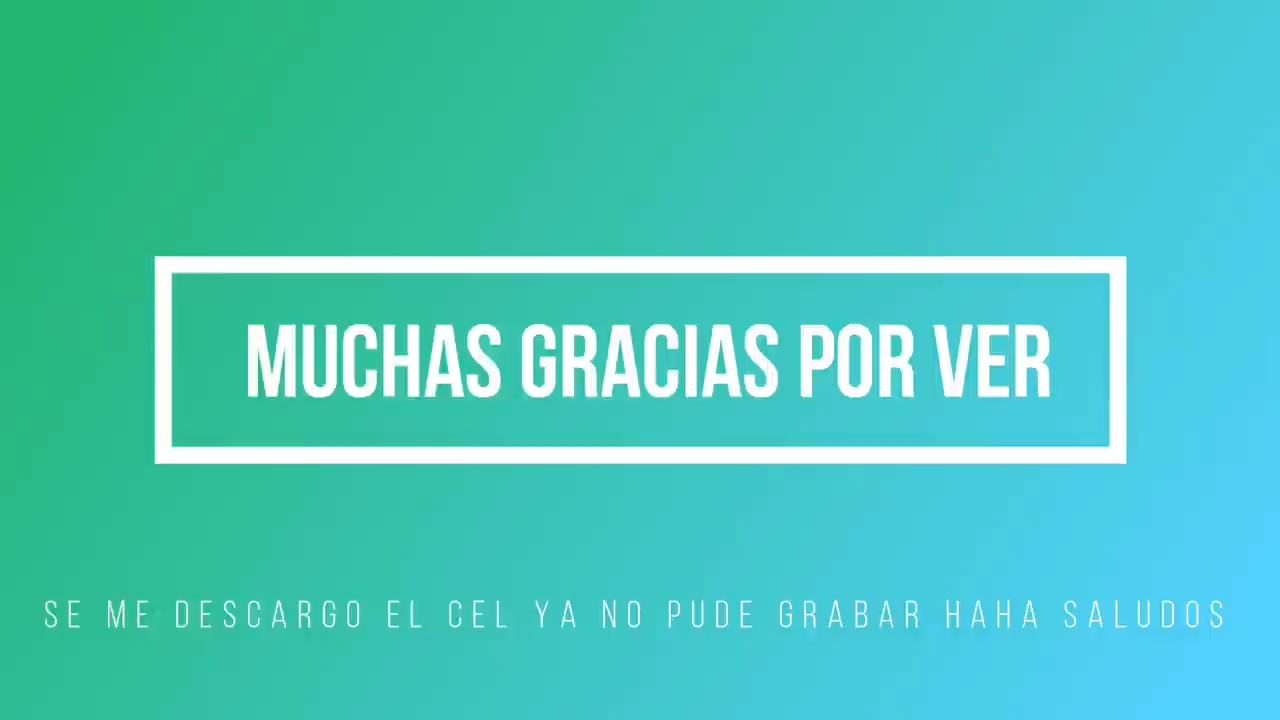 MUCHAS GRACIAS POR VER
SE ME DESCARGO EL CEL YA NO PUDE GRABAR HAHA SALUDOS